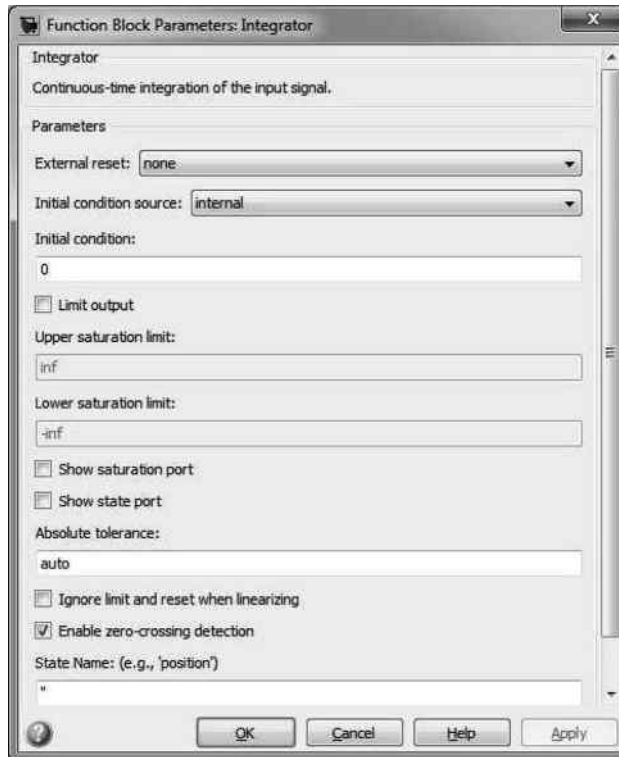 Function Block Parameters: Integrator
Integrator
Continuous-time integration of the input signal.
Parameters
External reset: none
Initial condition source: internal
Initial condition:
0
Limit output
Upper saturation limit:
inf
Lower saturation limit:
-inf
Show saturation port
Show state port
Absolute tolerance:
auto
Ignore limit and reset when linearizing
Enable zero-crossing detection
State Name: (e.g., 'position')
''
OK Cancel Help Apply